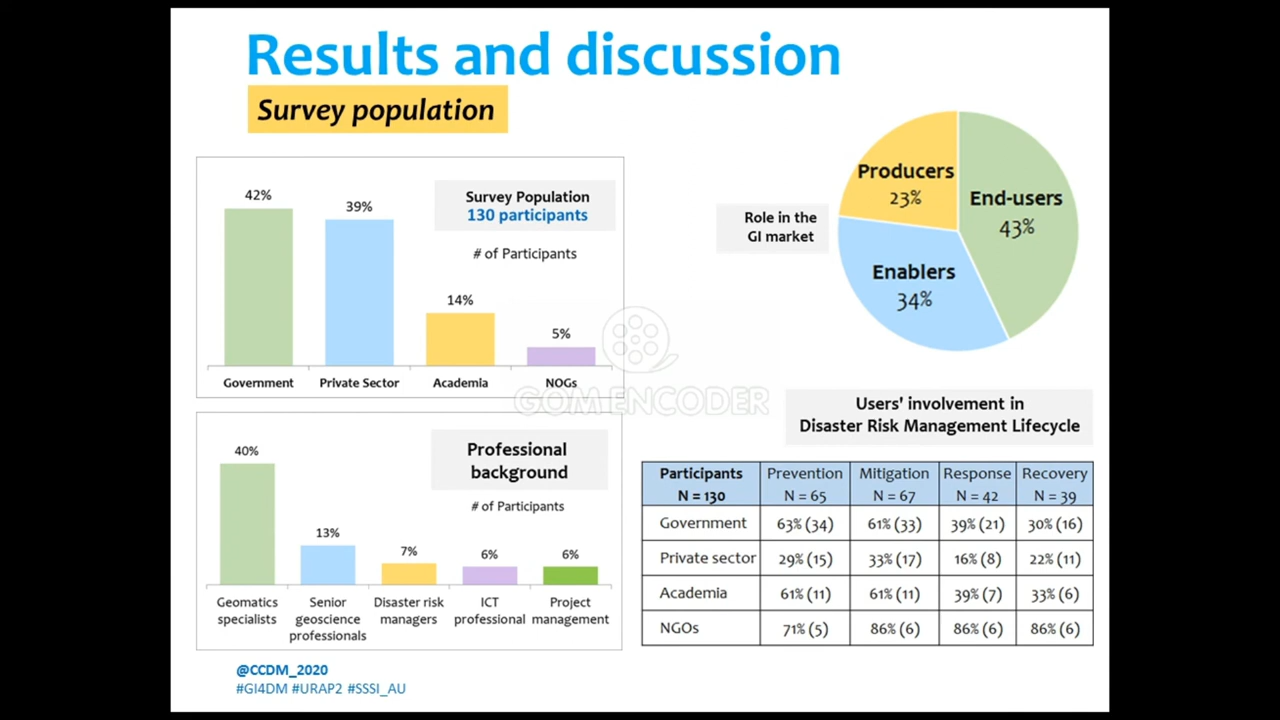 Results and discussion
Survey population
Survey Population
130 participants
# of Participants
42%
39%
14%
5%
Government
Private Sector
Academia
NOGs
Professional
background
# of Participants
40%
13%
7%
6%
6%
Geomatics
specialists
Senior
geoscience
professionals
Disaster risk
managers
ICT
professional
Project
management
@CCDM_2020
#GI4DM #URAP2 #SSSI_AU
Role in the
GI market
Producers
23%
End-users
43%
Enablers
34%
GOM ENCODER
Users' involvement in
Disaster Risk Management Lifecycle
Participants Prevention Mitigation Response Recovery
N = 130 N = 65 N = 67 N = 42 N = 39
Government 63% (34) 61% (33) 39% (21) 30% (16)
Private sector 29% (15) 33% (17) 16% (8) 22% (11)
Academia 61% (11) 61% (11) 39% (7) 33% (6)
NGOs 71% (5) 86% (6) 86% (6) 86% (6)